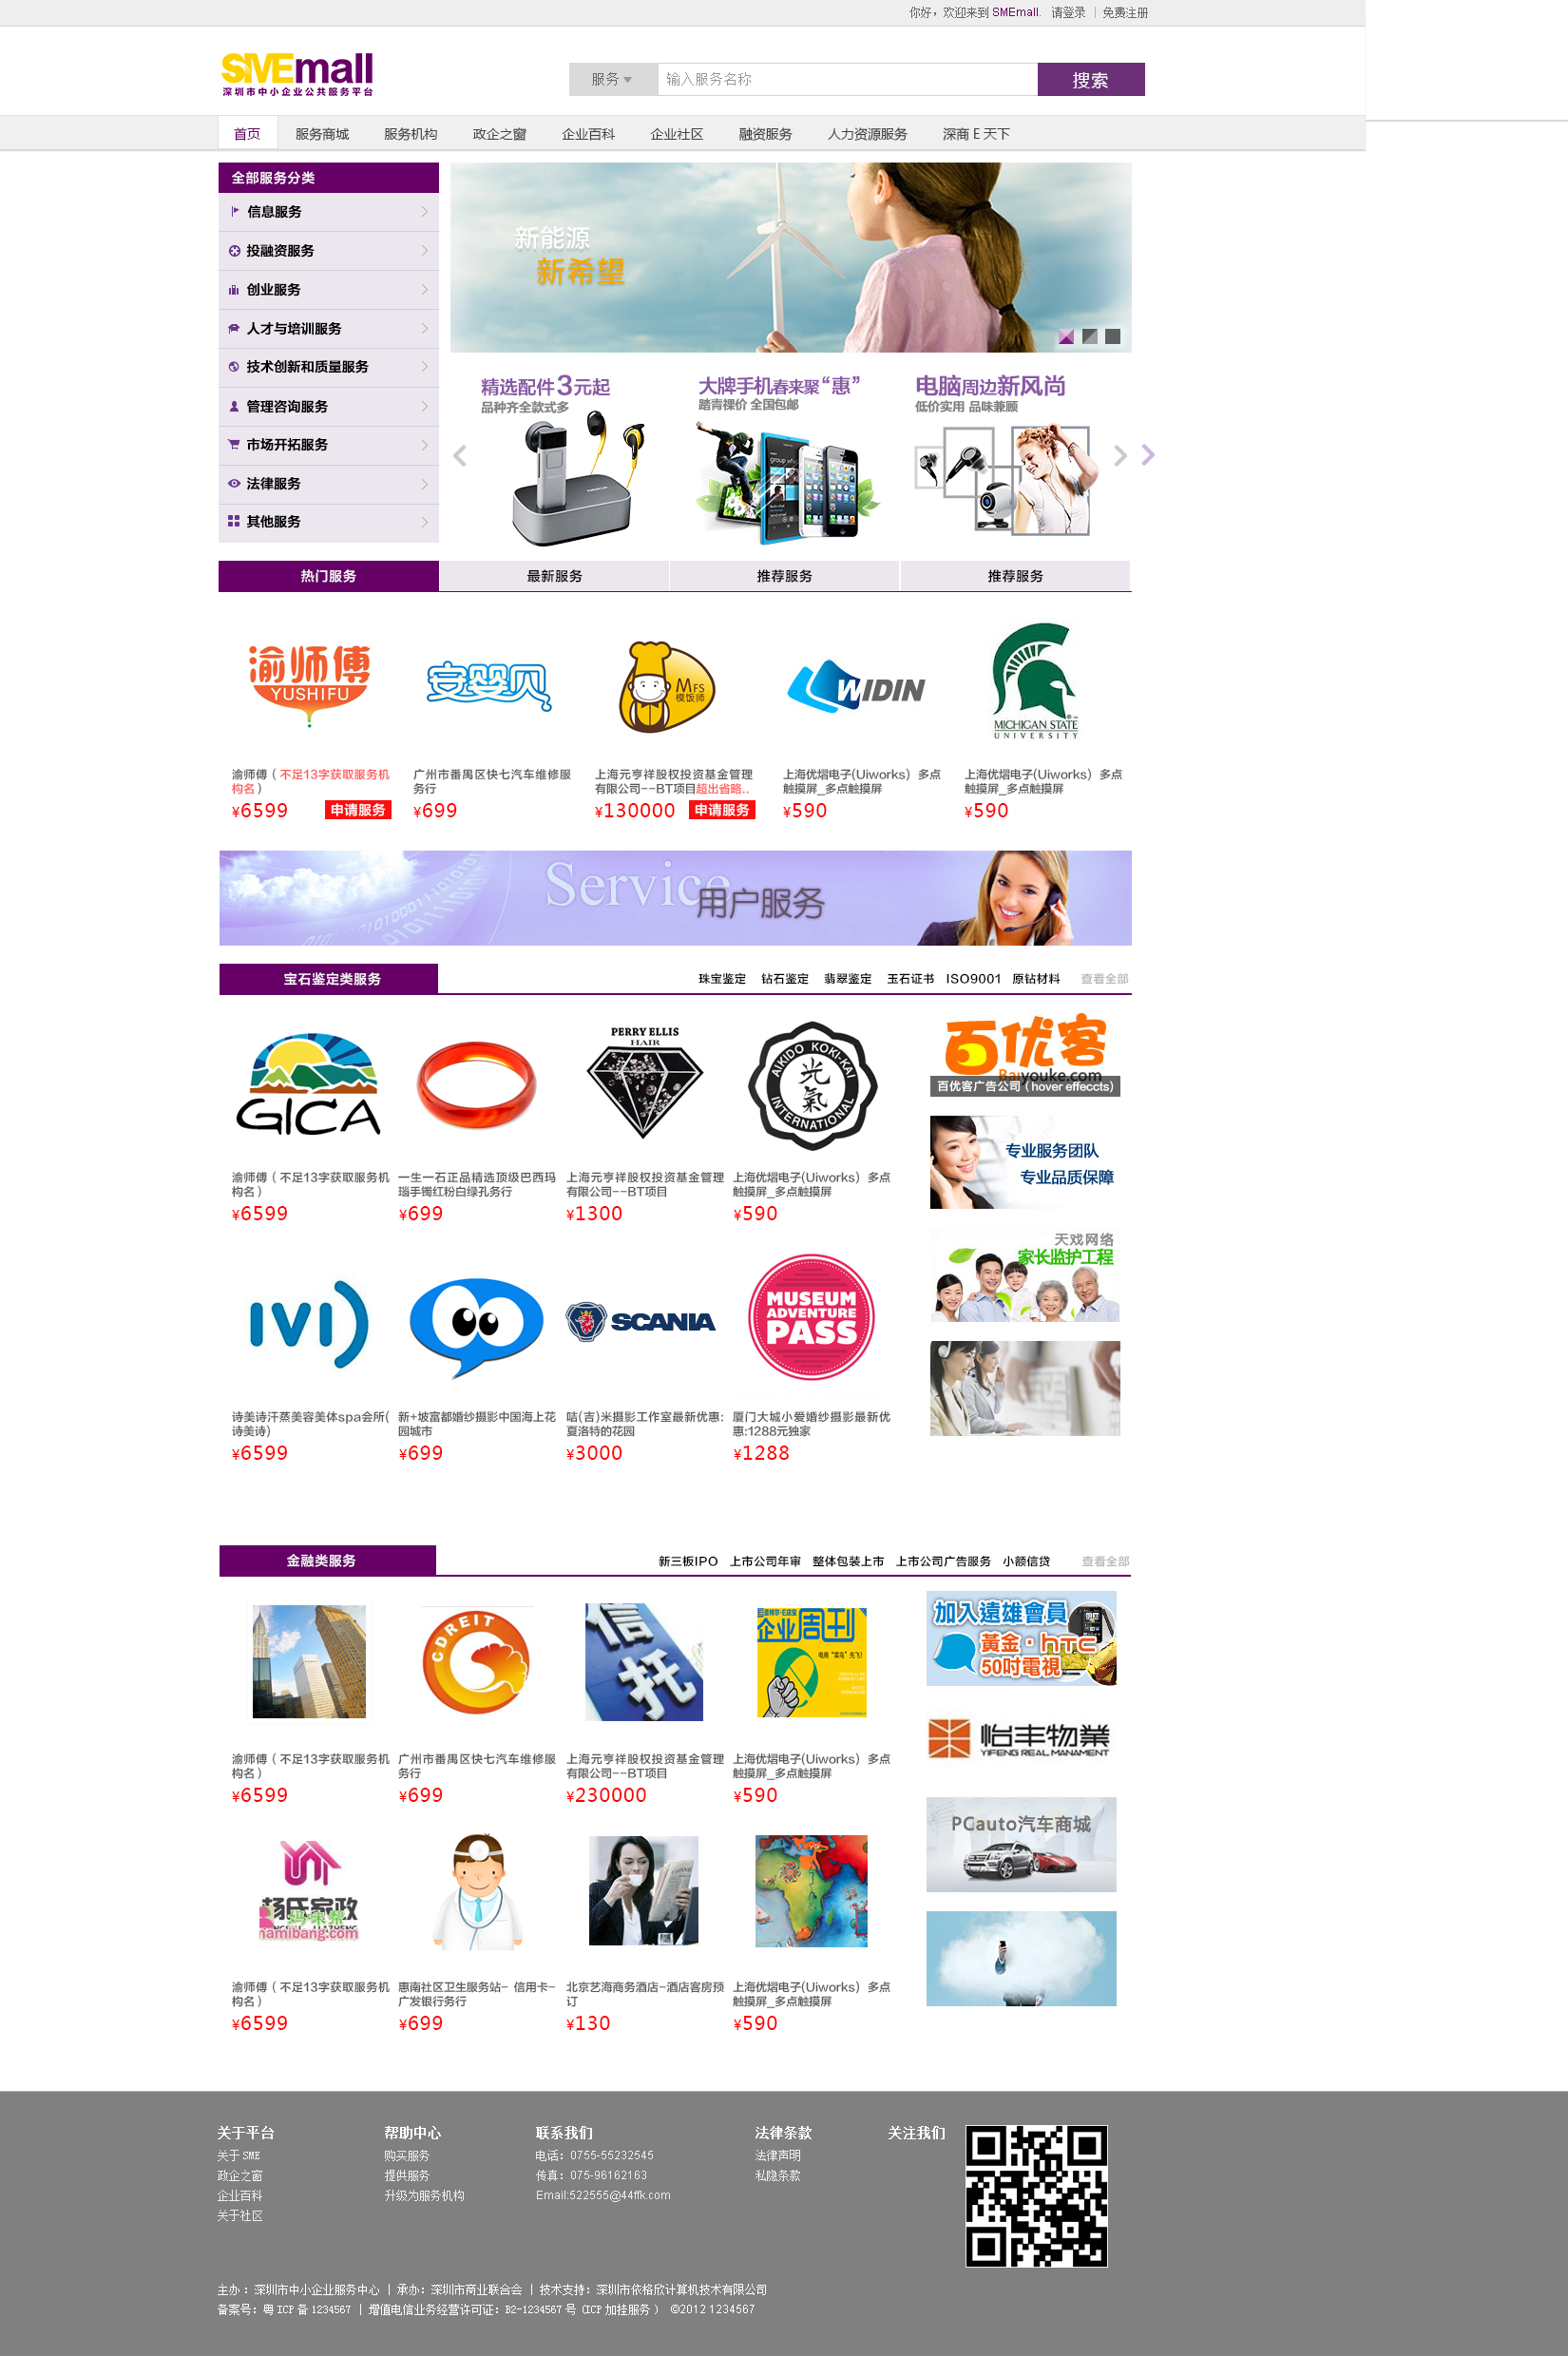 你好，欢迎来到 SMEmall. 请登录 | 免费注册
SMEmall
深圳市中小企业公共服务平台
服务 输入服务名称 搜索
首页 服务商城 服务机构 政企之窗 企业百科 企业社区 融资服务 人力资源服务 深商 E 天下
全部服务分类
信息服务
投融资服务
创业服务
人才与培训服务
技术创新和质量服务
管理咨询服务
市场开拓服务
法律服务
其他服务
新能源
新希望
精选配件3元起
品种齐全款式多
大牌手机春来聚“惠”
踏青裸价 全国包邮
电脑周边新风尚
低价实用 品味兼顾
热门服务 最新服务 推荐服务 推荐服务
渝师傅
YUSHIFU
安婴贝
MFS
模饭师
WIDIN
MICHIGAN STATE
UNIVERSITY
渝师傅（不足13字获取服务机
构名）
¥6599 申请服务
广州市番禺区快七汽车维修服
务行
¥699
上海元亨祥股权投资基金管理
有限公司--BT项目超出省略..
¥130000 申请服务
上海优熠电子(Uiworks）多点
触摸屏_多点触摸屏
¥590
上海优熠电子(Uiworks）多点
触摸屏_多点触摸屏
¥590
Service
用户服务
宝石鉴定类服务 珠宝鉴定 钻石鉴定 翡翠鉴定 玉石证书 ISO9001 原钻材料 查看全部
GICA
PERRY ELLIS
HAIR
AIKIDO KOKI-KAI
光氣
INTERNATIONAL
渝师傅（不足13字获取服务机
构名）
¥6599
一生一石正品精选顶级巴西玛
瑙手镯红粉白绿孔务行
¥699
上海元亨祥股权投资基金管理
有限公司--BT项目
¥1300
上海优熠电子(Uiworks）多点
触摸屏_多点触摸屏
¥590
百优客
Baiyouke.com
百优客广告公司（hover effeccts)
专业服务团队
专业品质保障
天戏网络
家长监护工程
IVI
SCANIA
MUSEUM
ADVENTURE
PASS
诗美诗汗蒸美容美体spa会所(
诗美诗)
¥6599
新+坡富都婚纱摄影中国海上花
园城市
¥699
咭(吉)米摄影工作室最新优惠:
夏洛特的花园
¥3000
厦门大城小爱婚纱摄影最新优
惠:1288元独家
¥1288
金融类服务 新三板IPO 上市公司年审 整体包装上市 上市公司广告服务 小额信贷 查看全部
CDREIT
信托
企业周刊
电商“菜鸟”先飞！
渝师傅（不足13字获取服务机
构名）
¥6599
广州市番禺区快七汽车维修服
务行
¥699
上海元亨祥股权投资基金管理
有限公司--BT项目
¥230000
上海优熠电子(Uiworks）多点
触摸屏_多点触摸屏
¥590
加入遠雄會員
黃金·hTC
50吋電視
怡丰物業
YIFENG REAL MANAMENT
PCauto汽车商城
杨氏家政
mamibang.com
渝师傅（不足13字获取服务机
构名）
¥6599
惠南社区卫生服务站- 信用卡-
广发银行务行
¥699
北京艺海商务酒店-酒店客房预
订
¥130
上海优熠电子(Uiworks）多点
触摸屏_多点触摸屏
¥590
关于平台
关于 SME
政企之窗
企业百科
关于社区
帮助中心
购买服务
提供服务
升级为服务机构
联系我们
电话：0755-55232545
传真：075-96162163
Email:522555@44ffk.com
法律条款
法律声明
私隐条款
关注我们
主办：深圳市中小企业服务中心 | 承办：深圳市商业联合会 | 技术支持：深圳市依格欣计算机技术有限公司
备案号：粤 ICP 备 1234567 | 增值电信业务经营许可证：B2-1234567 号（ICP 加挂服务） ©2012 1234567